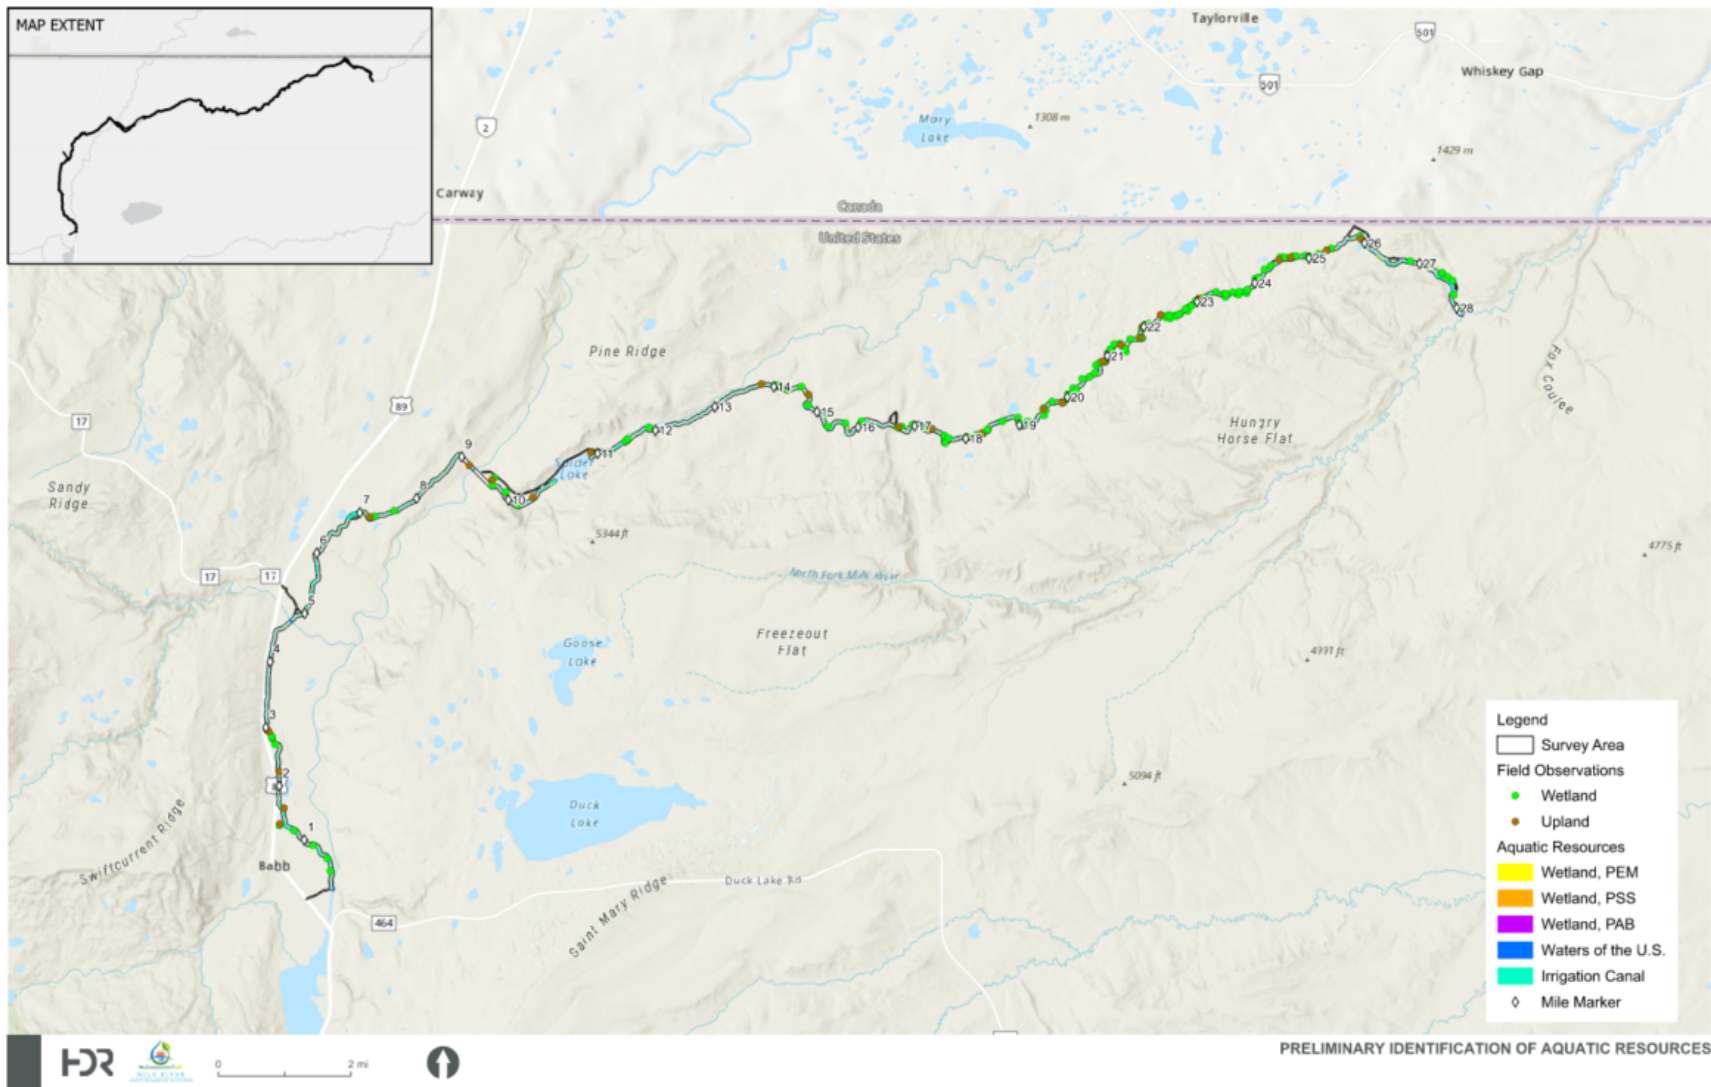 MAP EXTENT
Taylorville
501
Whiskey Gap
501
Mary
Lake
1308 m
2
1429 m
Carway
Canada
United States
26
25
27
24
28
23
22
Pine Ridge
21
Fox Coulee
14
20
89
13
15
17
16
17
18
19
Hungry
Horse Flat
12
9
11
Spider
Lake
Sandy
Ridge
8
10
7
5344 ft
6
4775 ft
17
17
North Fork Milk River
5
Freezeout
Flat
Goose
Lake
4
4991 ft
3
2
5094 ft
Duck
Lake
1
Swiftcurrent Ridge
Babb
Duck Lake Rd
Saint Mary Ridge
464
Legend
Survey Area
Field Observations
Wetland
Upland
Aquatic Resources
Wetland, PEM
Wetland, PSS
Wetland, PAB
Waters of the U.S.
Irrigation Canal
Mile Marker
HDR
MILK RIVER
0
2 mi
PRELIMINARY IDENTIFICATION OF AQUATIC RESOURCES